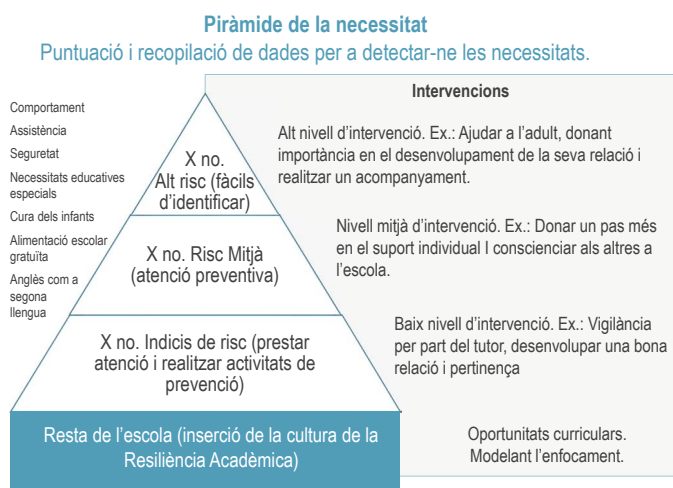 Piràmide de la necessitat
Puntuació i recopilació de dades per a detectar-ne les necessitats.
Comportament
Assistència
Seguretat
Necessitats educatives
especials
Cura dels infants
Alimentació escolar
gratuïta
Anglès com a
segona
llengua
X no.
Alt risc (fàcils
d’identificar)
X no. Risc Mitjà
(atenció preventiva)
X no. Indicis de risc (prestar
atenció i realitzar activitats de
prevenció)
Resta de l’escola (inserció de la cultura de la
Resiliència Acadèmica)
Intervencions
Alt nivell d’intervenció. Ex.: Ajudar a l’adult, donant
importància en el desenvolupament de la seva relació i
realitzar un acompanyament.
Nivell mitjà d’intervenció. Ex.: Donar un pas més
en el suport individual I conscienciar als altres a
l’escola.
Baix nivell d’intervenció. Ex.: Vigilància
per part del tutor, desenvolupar una bona
relació i pertinença
Oportunitats curriculars.
Modelant l’enfocament.